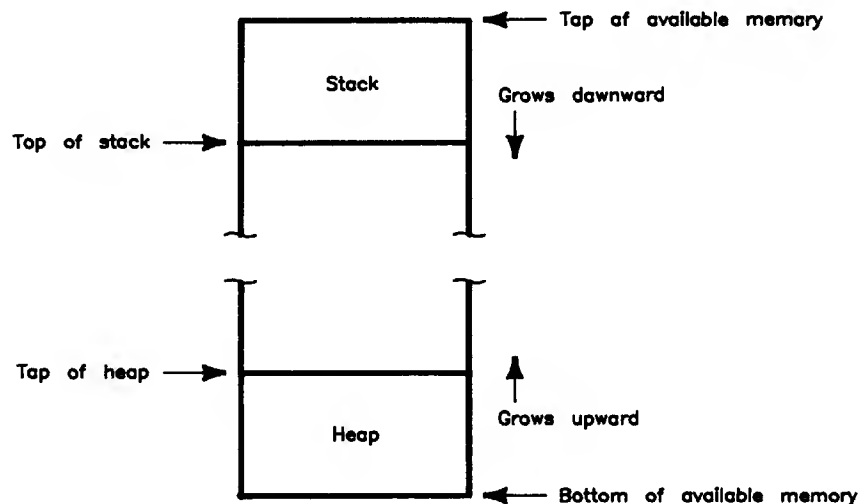 Tap af available memory
Stack
Grows dawnward
Top of stack
Tap of heap
Grows upward
Heap
Bottom of available memory